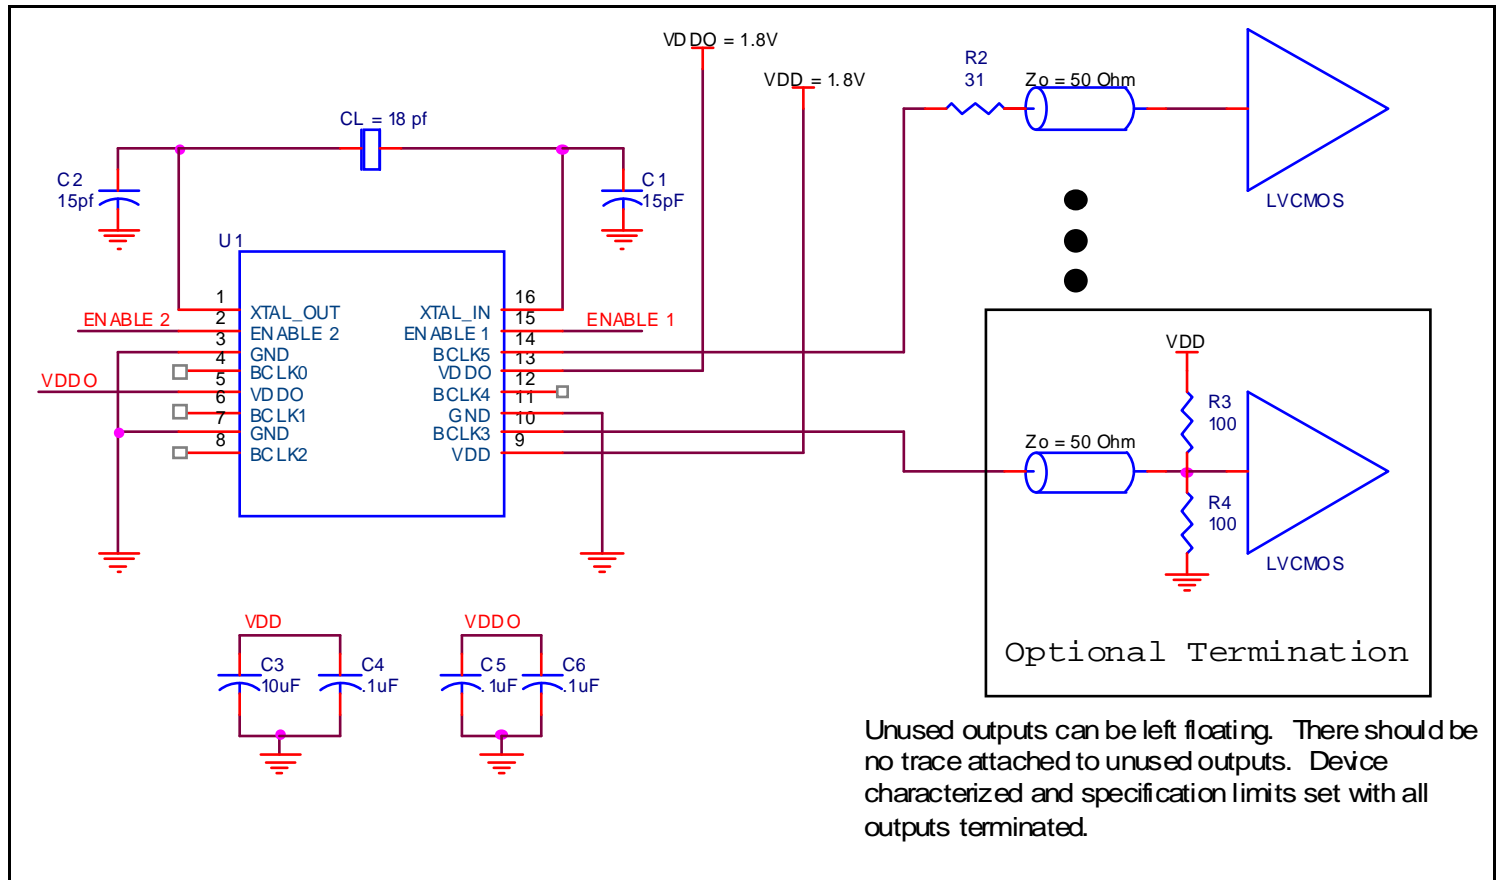 VDDO = 1.8V
VDD = 1.8V
R2
31
Zo = 50 Ohm
LVCMOS
CL = 18 pf
C2
15pf
C1
15pF
U1
1
XTAL_OUT
2
ENABLE 2
ENABLE 2
3
GND
4
BCLK0
5
VDDO
VDDO
6
BCLK1
7
GND
8
BCLK2
16
XTAL_IN
15
ENABLE 1
ENABLE 1
14
BCLK5
13
VDDO
12
BCLK4
11
GND
10
BCLK3
9
VDD
VDD
R3
100
Zo = 50 Ohm
R4
100
LVCMOS
Optional Termination
VDD
C3
10uF
C4
.1uF
VDDO
C5
.1uF
C6
.1uF
Unused outputs can be left floating. There should be
no trace attached to unused outputs. Device
characterized and specification limits set with all
outputs terminated.